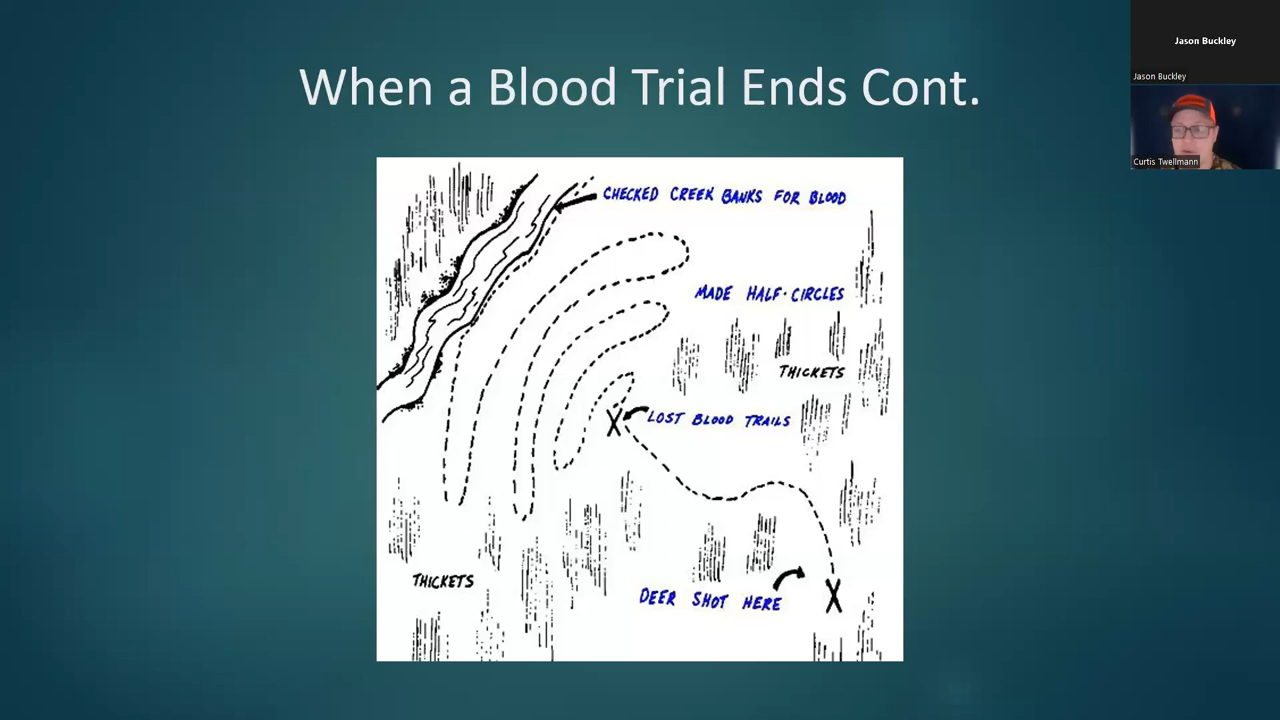 When a Blood Trial Ends Cont.
Jason Buckley
Jason Buckley
Curtis Twellmann
CHECKED CREEK BANKS FOR BLOOD
MADE HALF-CIRCLES
THICKETS
LOST BLOOD TRAILS
THICKETS
DEER SHOT HERE
X
X